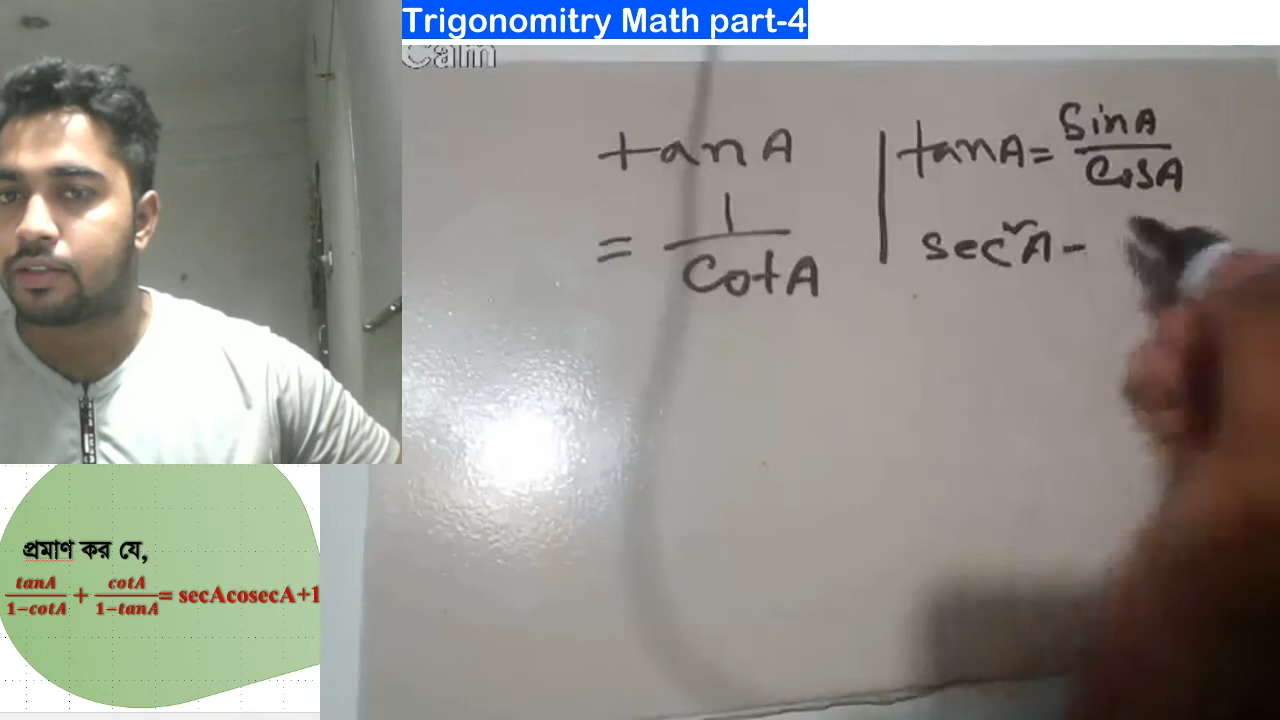 Trigonomitry Math part-4
Cam
tanA
= 1/cotA
tanA = SinA/CosA
sec²A -
প্রমাণ কর যে,
tanA/1−cotA + cotA/1−tanA = secAcosecA+1